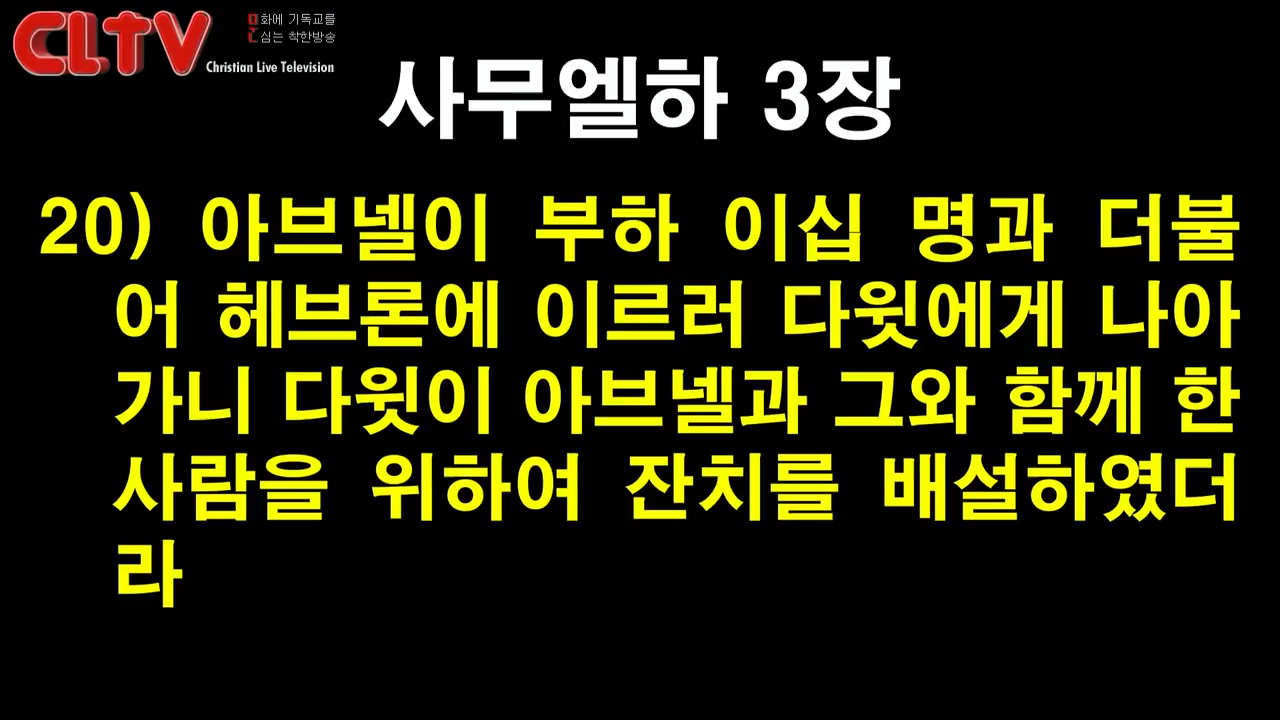 CLTV
문화에 기독교를
심는 착한방송
Christian Live Television
사무엘하 3장
20) 아브넬이 부하 이십 명과 더불
어 헤브론에 이르러 다윗에게 나아
가니 다윗이 아브넬과 그와 함께 한
사람을 위하여 잔치를 배설하였더
라